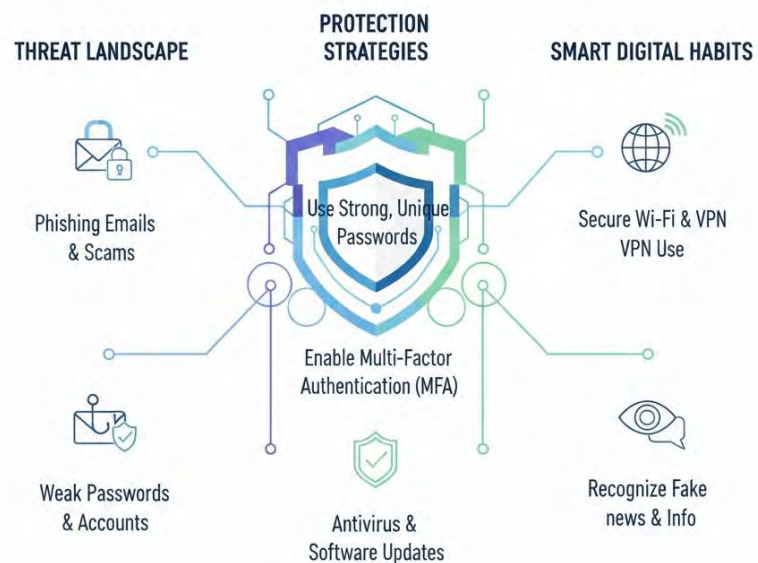 THREAT LANDSCAPE
PROTECTION
STRATEGIES
SMART DIGITAL HABITS
Phishing Emails
& Scams
Use Strong, Unique
Passwords
Secure Wi-Fi & VPN
VPN Use
Enable Multi-Factor
Authentication (MFA)
Weak Passwords
& Accounts
Antivirus &
Software Updates
Recognize Fake
news & Info